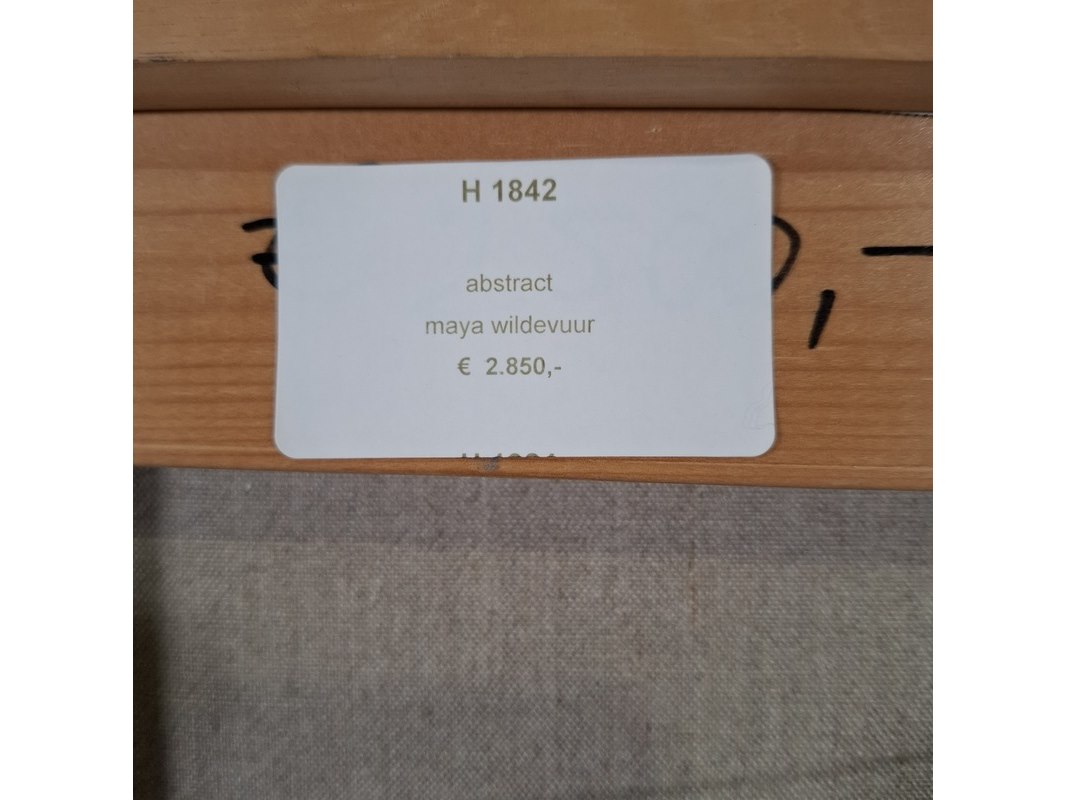 H 1842
abstract
maya wildevuur
€ 2.850,-